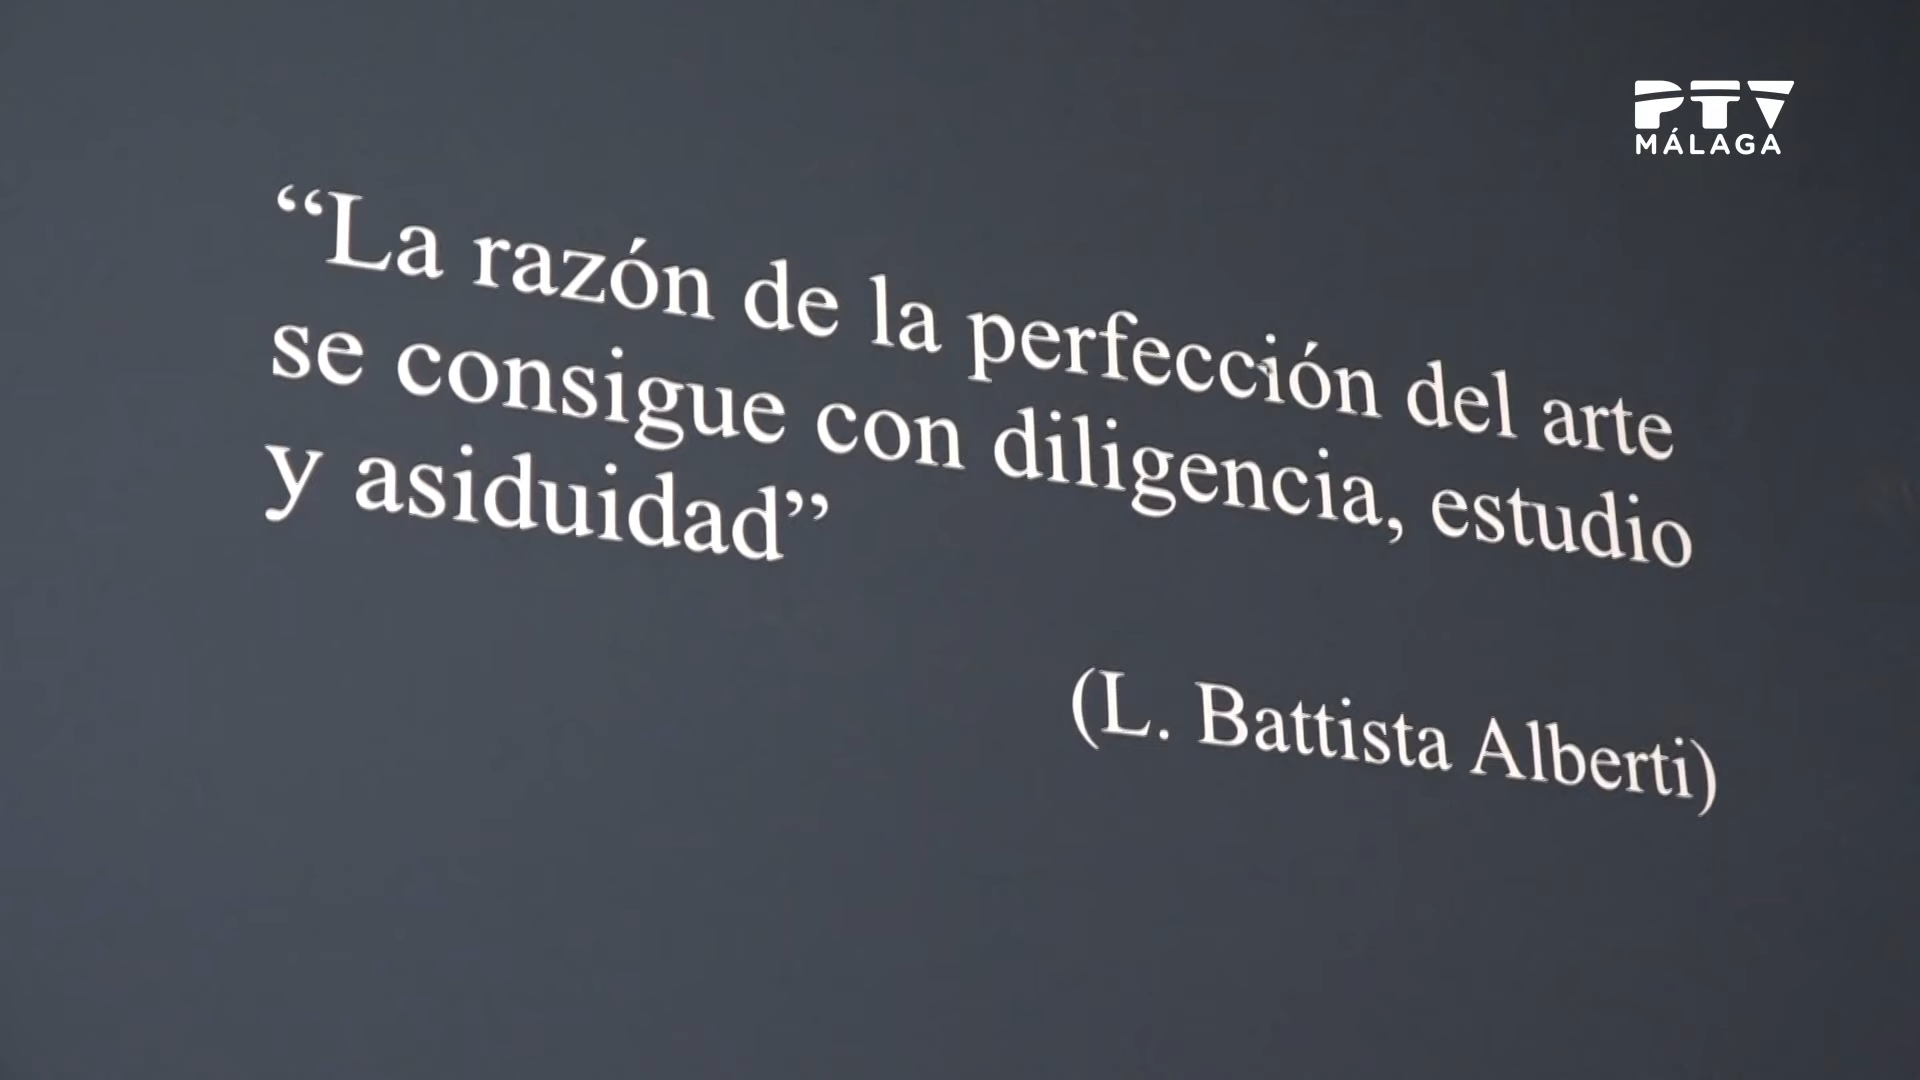 PTV
MÁLAGA
“La razón de la perfección del arte
se consigue con diligencia, estudio
y asiduidad”
(L. Battista Alberti)